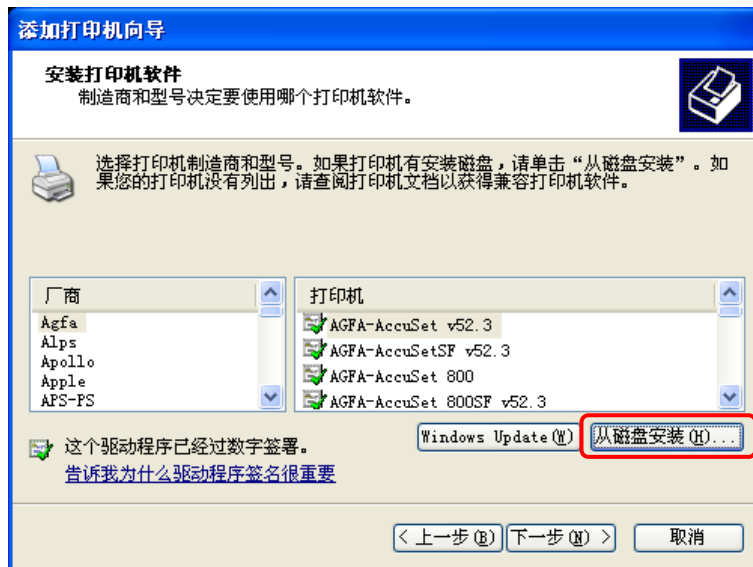 添加打印机向导
安装打印机软件
制造商和型号决定要使用哪个打印机软件。
选择打印机制造商和型号。如果打印机有安装磁盘，请单击“从磁盘安装”。如
果您的打印机没有列出，请查阅打印机文档以获得兼容打印机软件。
厂商
Agfa
Alps
Apollo
Apple
APS-PS
打印机
AGFA-AccuSet v52.3
AGFA-AccuSetSF v52.3
AGFA-AccuSet 800
AGFA-AccuSet 800SF v52.3
这个驱动程序已经过数字签署。
告诉我为什么驱动程序签名很重要
Windows Update(W)
从磁盘安装(H)...
< 上一步(B)
下一步(N) >
取消